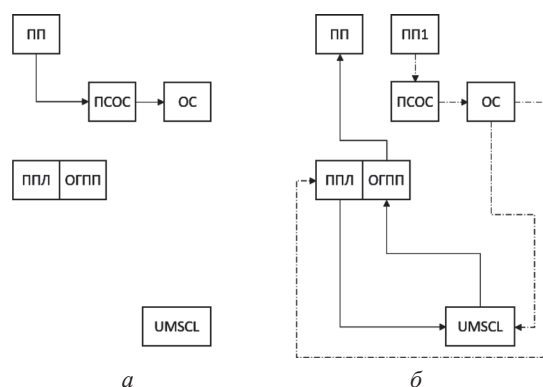 ПП
ПСОС ОС
ППЛ ОГПП
UMSCL
а
ПП ПП1
ПСОС ОС
ППЛ ОГПП
UMSCL
б